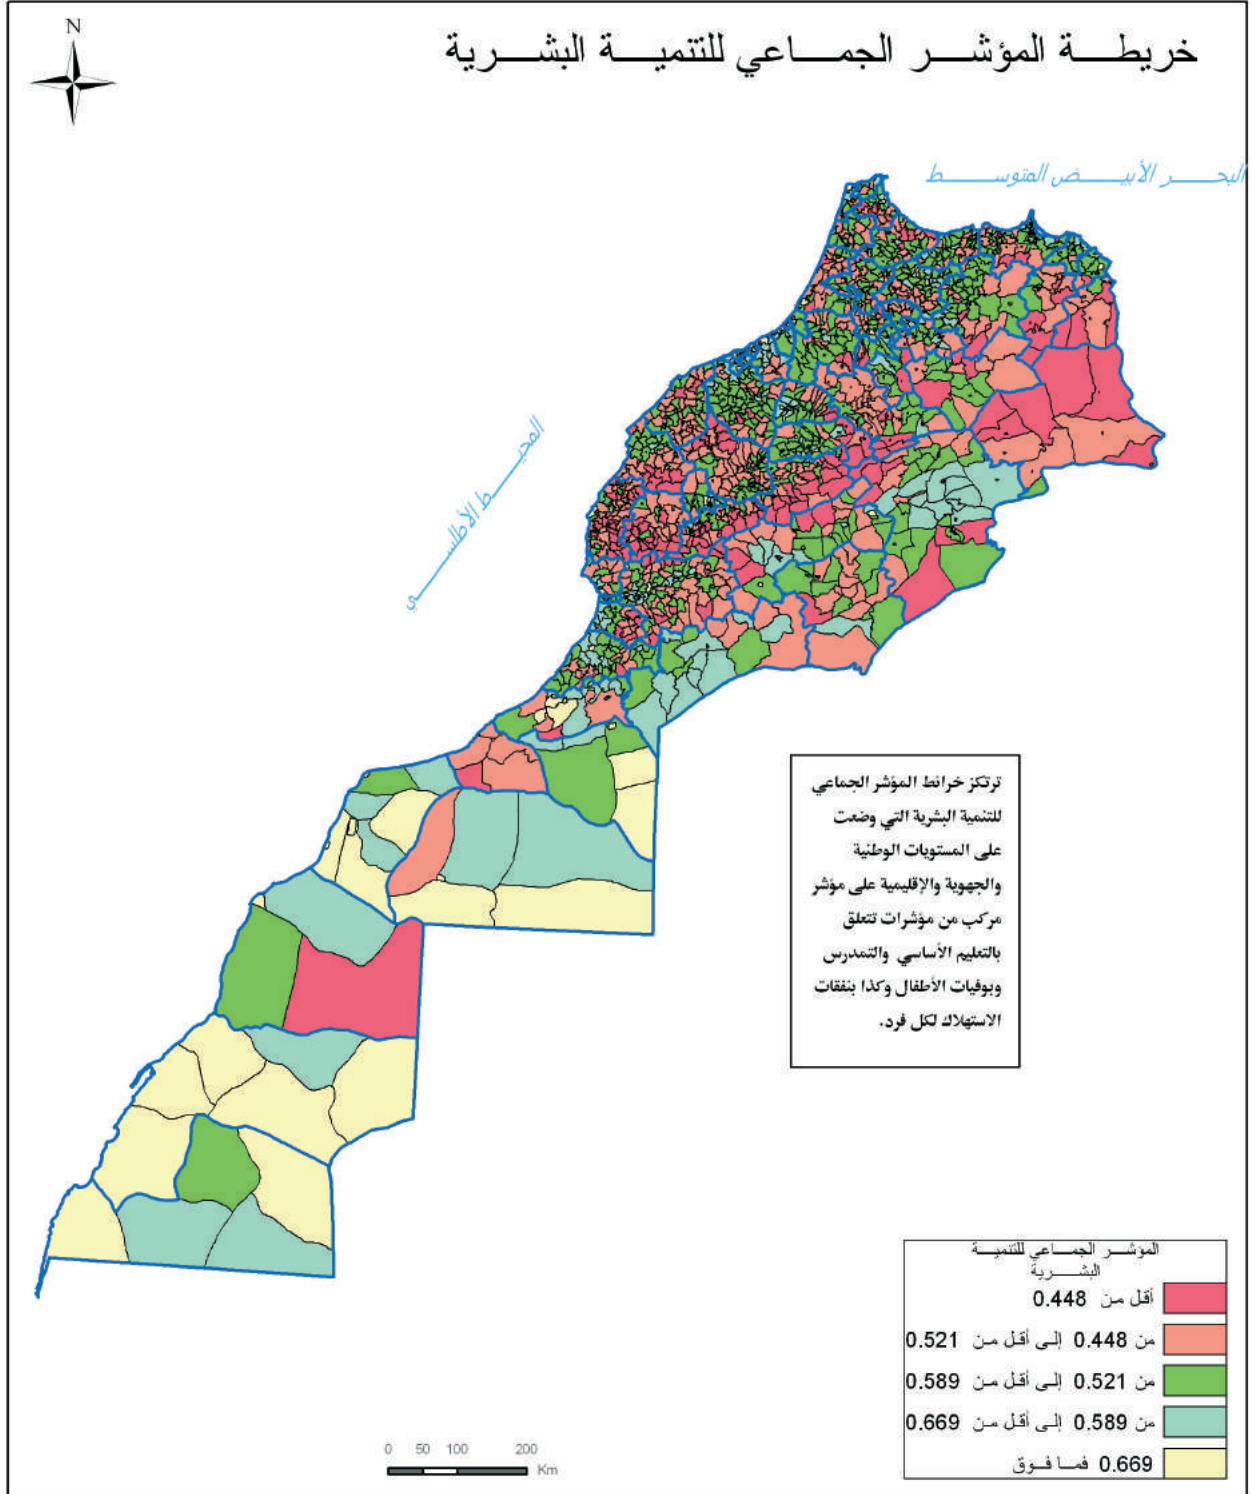 N
خريطة المؤشر الجماعي للتنمية البشرية
البحر الأبيض المتوسط
المحيط الأطلسي
ترتكز خرائط المؤشر الجماعي
للتنمية البشرية التي وضعت
على المستويات الوطنية
والجهوية والإقليمية على مؤشر
مركب من مؤشرات تتعلق
بالتعليم الأساسي والتمدرس
وبوفيات الأطفال وكذا بنفقات
الاستهلاك لكل فرد.
المؤشر الجماعي للتنمية
البشرية
أقل من 0.448
من 0.448 إلى أقل من 0.521
من 0.521 إلى أقل من 0.589
من 0.589 إلى أقل من 0.669
0.669 فما فوق
0 50 100 200
Km